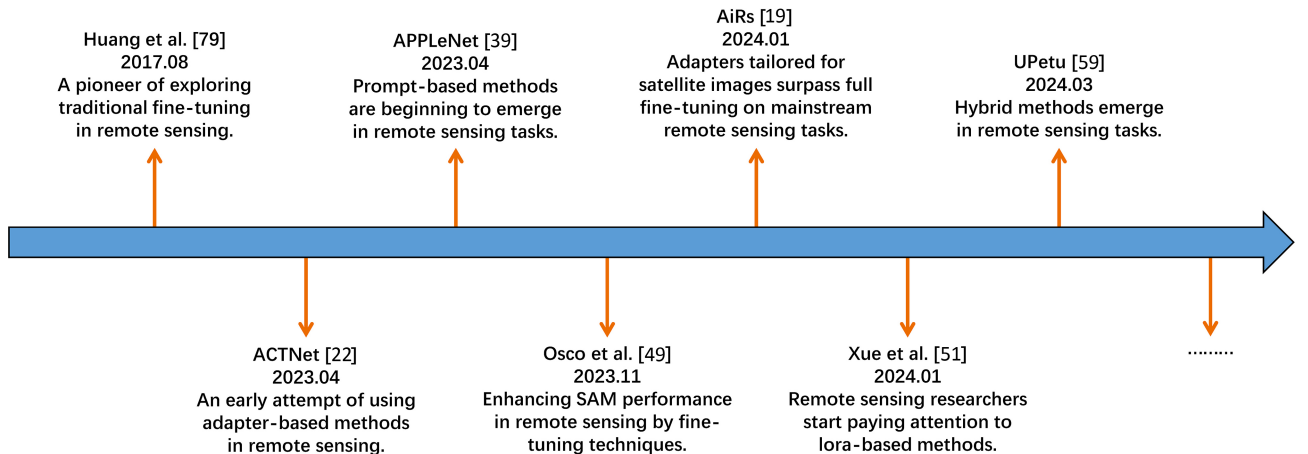 Huang et al. [79]
2017.08
A pioneer of exploring
traditional fine-tuning
in remote sensing.
ACTNet [22]
2023.04
An early attempt of using
adapter-based methods
in remote sensing.
APPLeNet [39]
2023.04
Prompt-based methods
are beginning to emerge
in remote sensing tasks.
Osco et al. [49]
2023.11
Enhancing SAM performance
in remote sensing by fine-
tuning techniques.
AiRs [19]
2024.01
Adapters tailored for
satellite images surpass full
fine-tuning on mainstream
remote sensing tasks.
Xue et al. [51]
2024.01
Remote sensing researchers
start paying attention to
lora-based methods.
UPetu [59]
2024.03
Hybrid methods emerge
in remote sensing tasks.
………